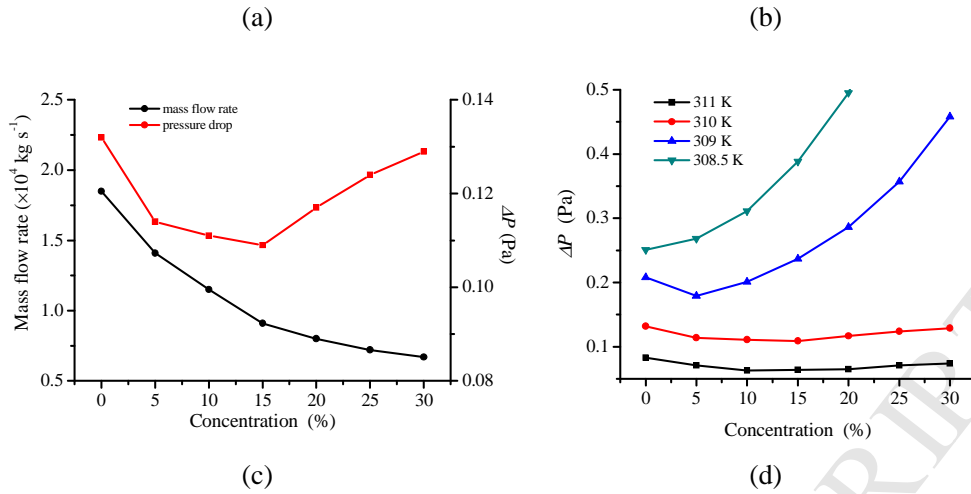 (a)
(b)
2.5
2.0
1.5
1.0
0.5
Mass flow rate (×10⁴ kg s⁻¹)
mass flow rate
pressure drop
0.14
0.12
0.10
0.08
ΔP (Pa)
0 5 10 15 20 25 30
Concentration (%)
0.5
0.4
0.3
0.2
0.1
ΔP (Pa)
311 K
310 K
309 K
308.5 K
0 5 10 15 20 25 30
Concentration (%)
(c)
(d)
RIPT